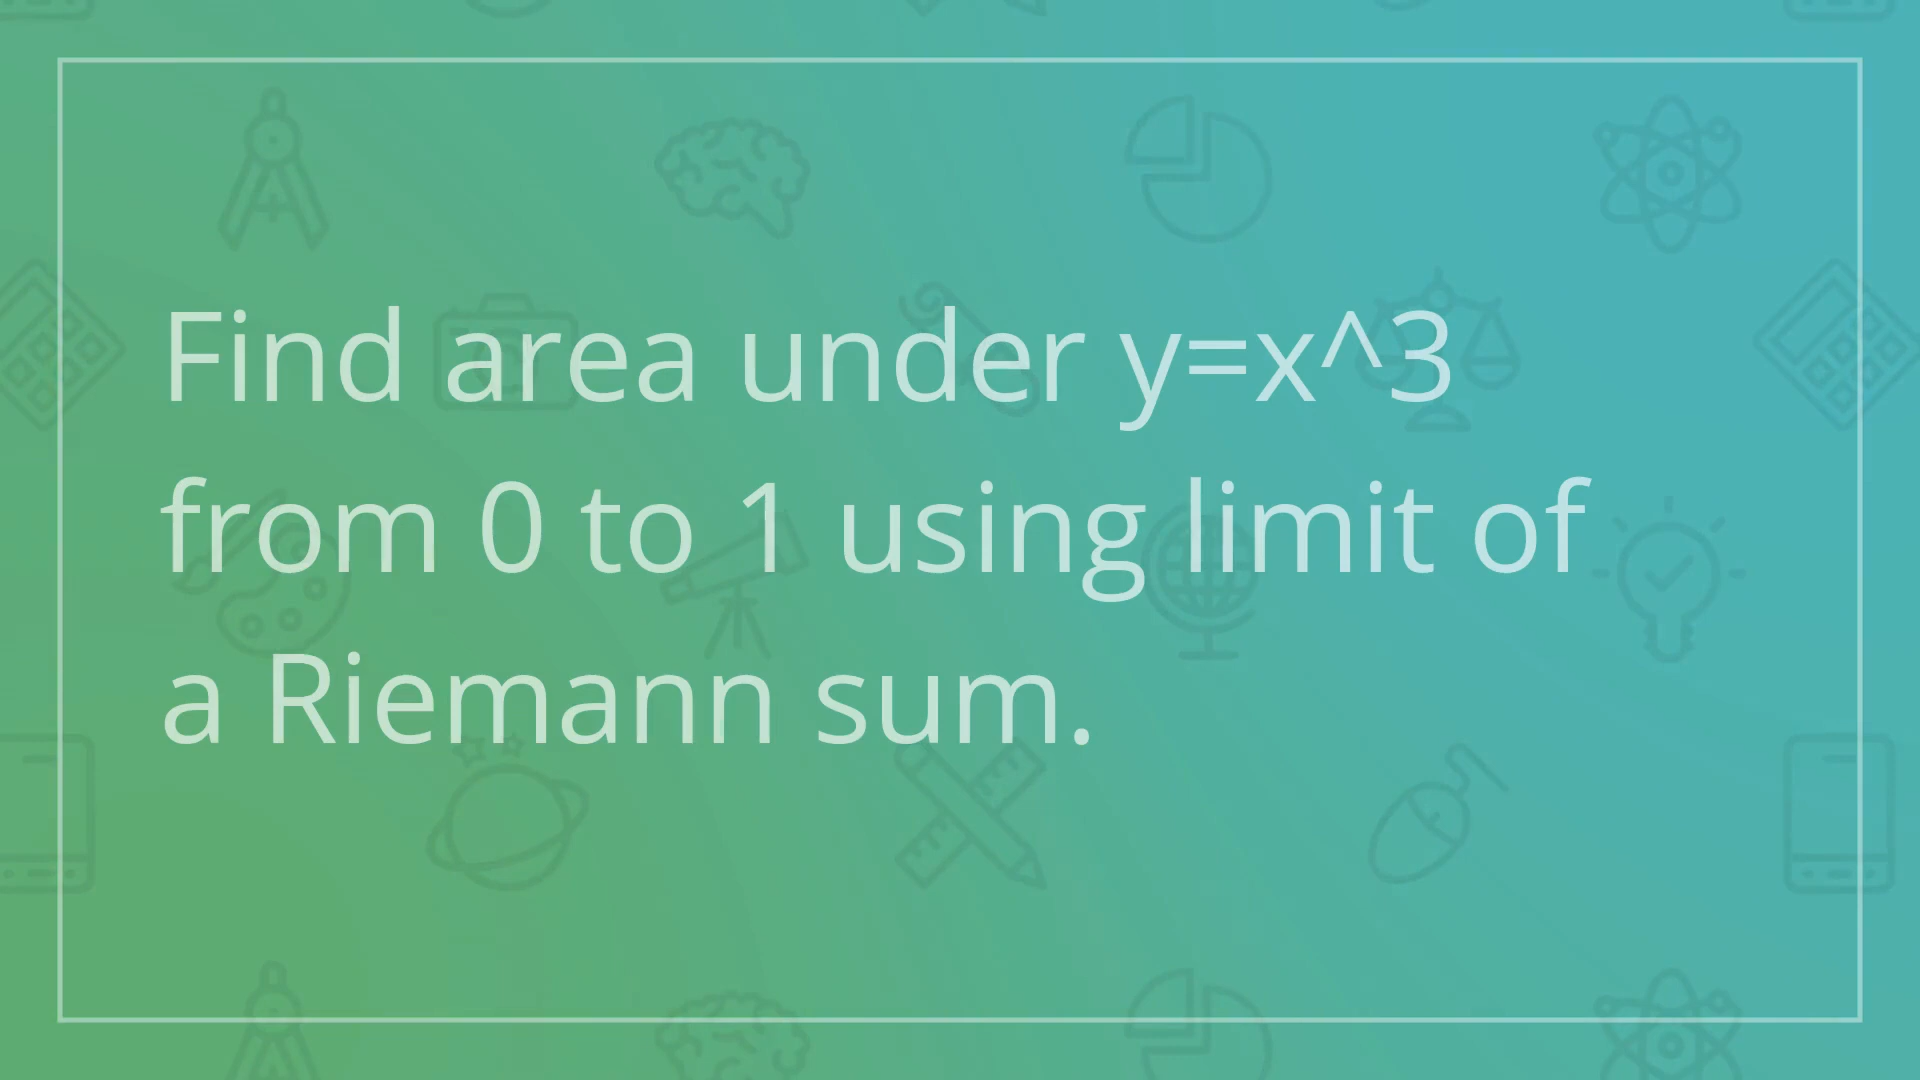 Find area under y=x^3
from 0 to 1 using limit of
a Riemann sum.